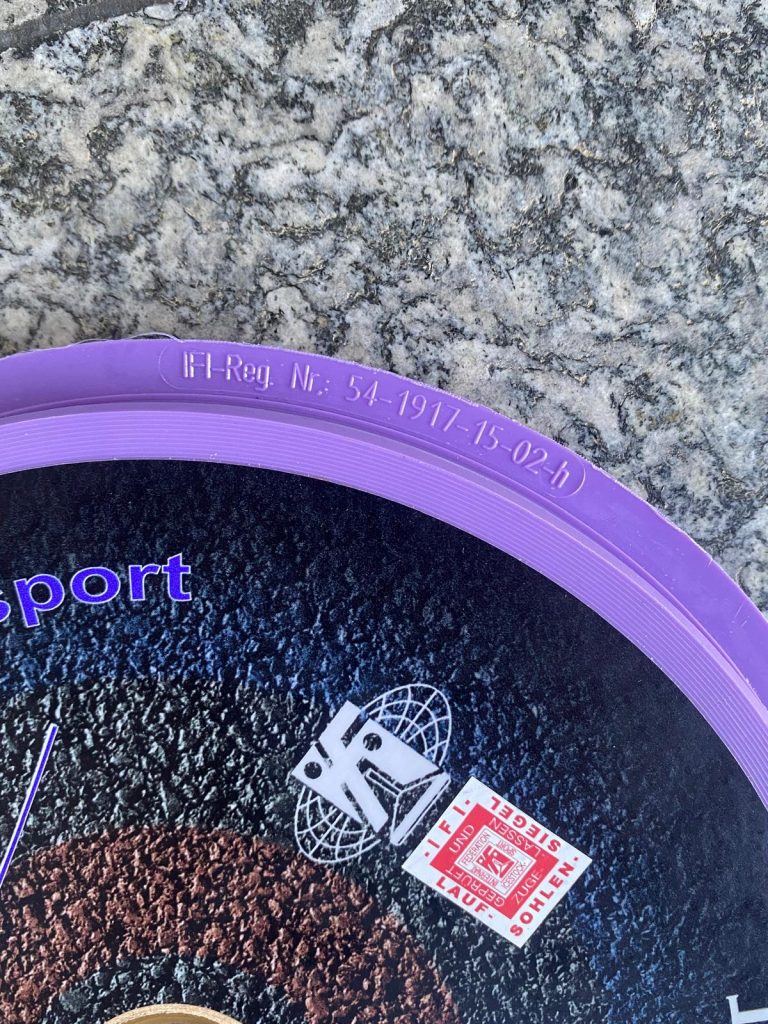 IFI-Reg. Nr.: 54-1917-15-02-h
sport
I F I -
SIEGEL
LAUF-
SOHLEN.
GEPRÜFT UND
ZUGE-
LASSEN